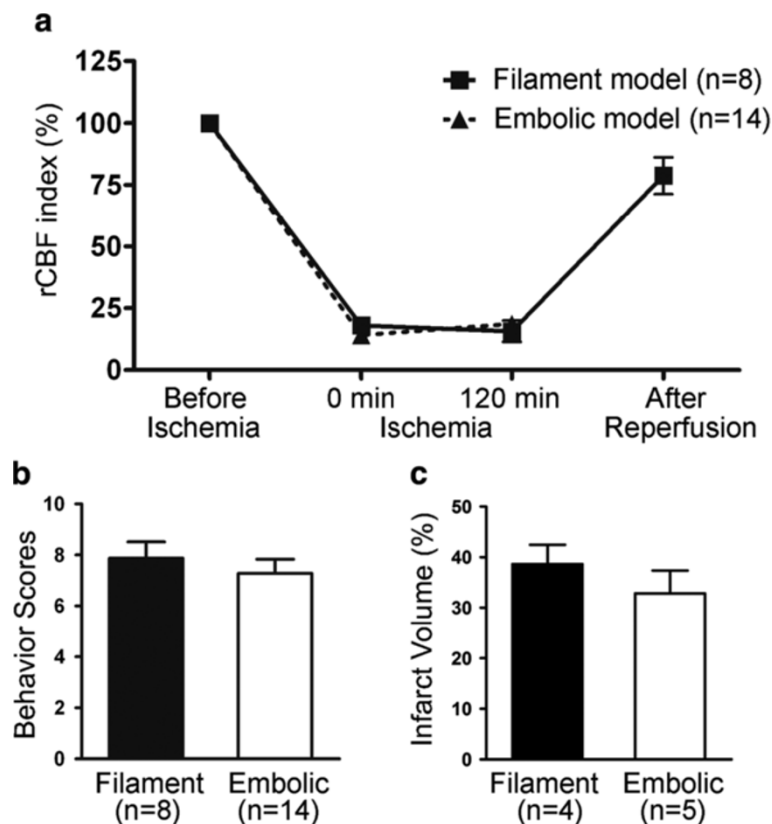 a
125
100
75
50
25
0
rCBF index (%)
Filament model (n=8)
Embolic model (n=14)
Before
Ischemia
0 min
120 min
Ischemia
After
Reperfusion
b
10
8
6
4
2
0
Behavior Scores
Filament
(n=8)
Embolic
(n=14)
c
50
40
30
20
10
0
Infarct Volume (%)
Filament
(n=4)
Embolic
(n=5)